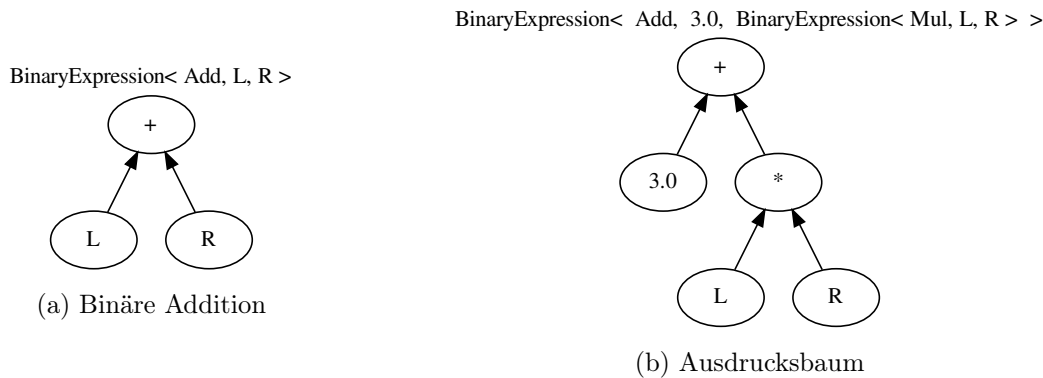 BinaryExpression< Add, L, R >
+
L
R
(a) Binäre Addition
BinaryExpression< Add, 3.0, BinaryExpression< Mul, L, R > >
+
3.0
*
L
R
(b) Ausdrucksbaum